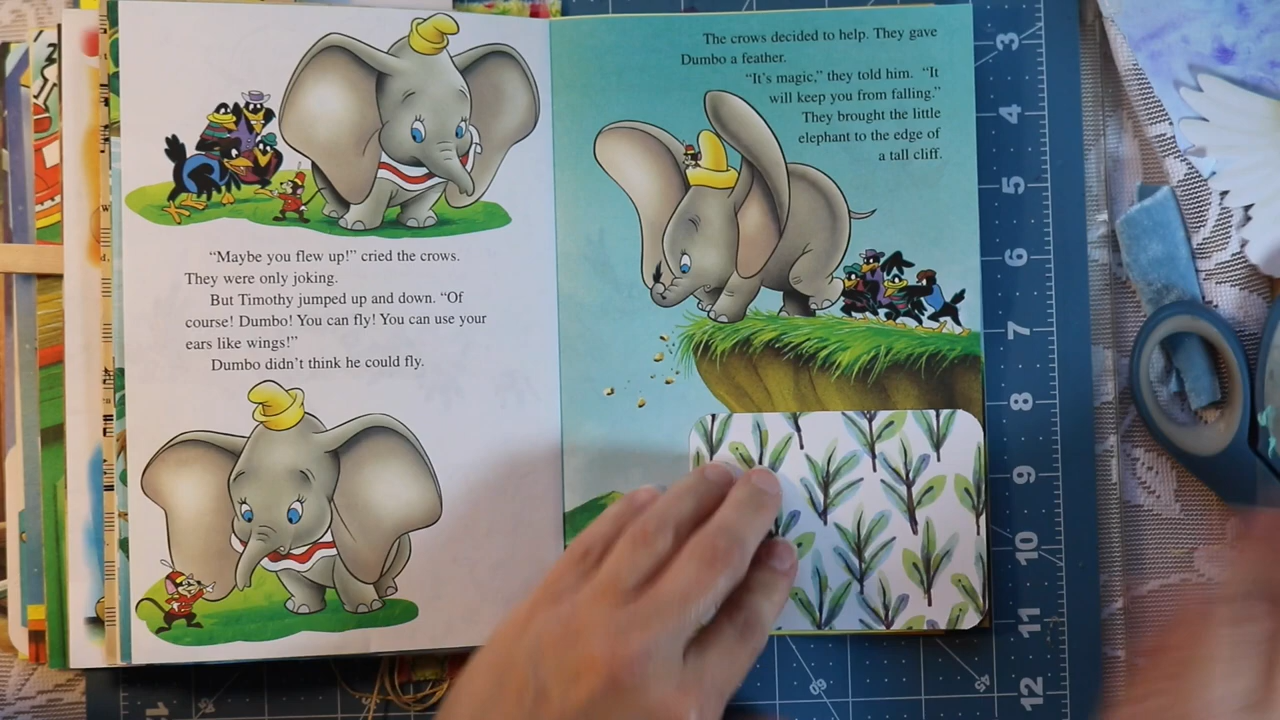 "Maybe you flew up!" cried the crows.
They were only joking.
But Timothy jumped up and down. "Of
course! Dumbo! You can fly! You can use your
ears like wings!"
Dumbo didn't think he could fly.
The crows decided to help. They gave
Dumbo a feather.
"It's magic," they told him. "It
will keep you from falling."
They brought the little
elephant to the edge of
a tall cliff.
3
4
5
6
7
8
9
10
11
12
60
45